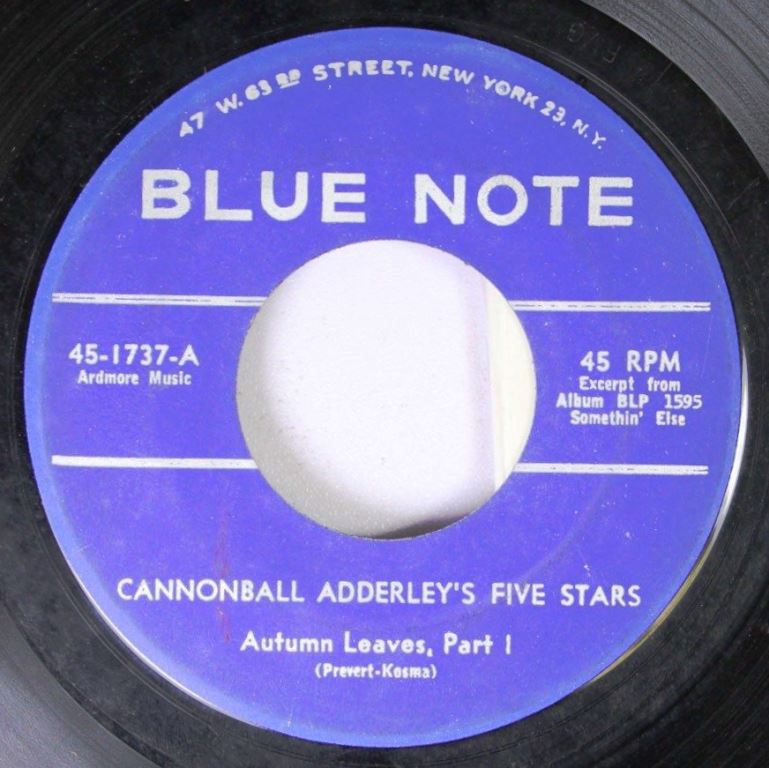 47 W. 63RD STREET, NEW YORK 23, N.Y.
BLUE NOTE
45-1737-A
Ardmore Music
45 RPM
Excerpt from
Album BLP 1595
Somethin' Else
CANNONBALL ADDERLEY'S FIVE STARS
Autumn Leaves, Part 1
(Prevert-Kosma)